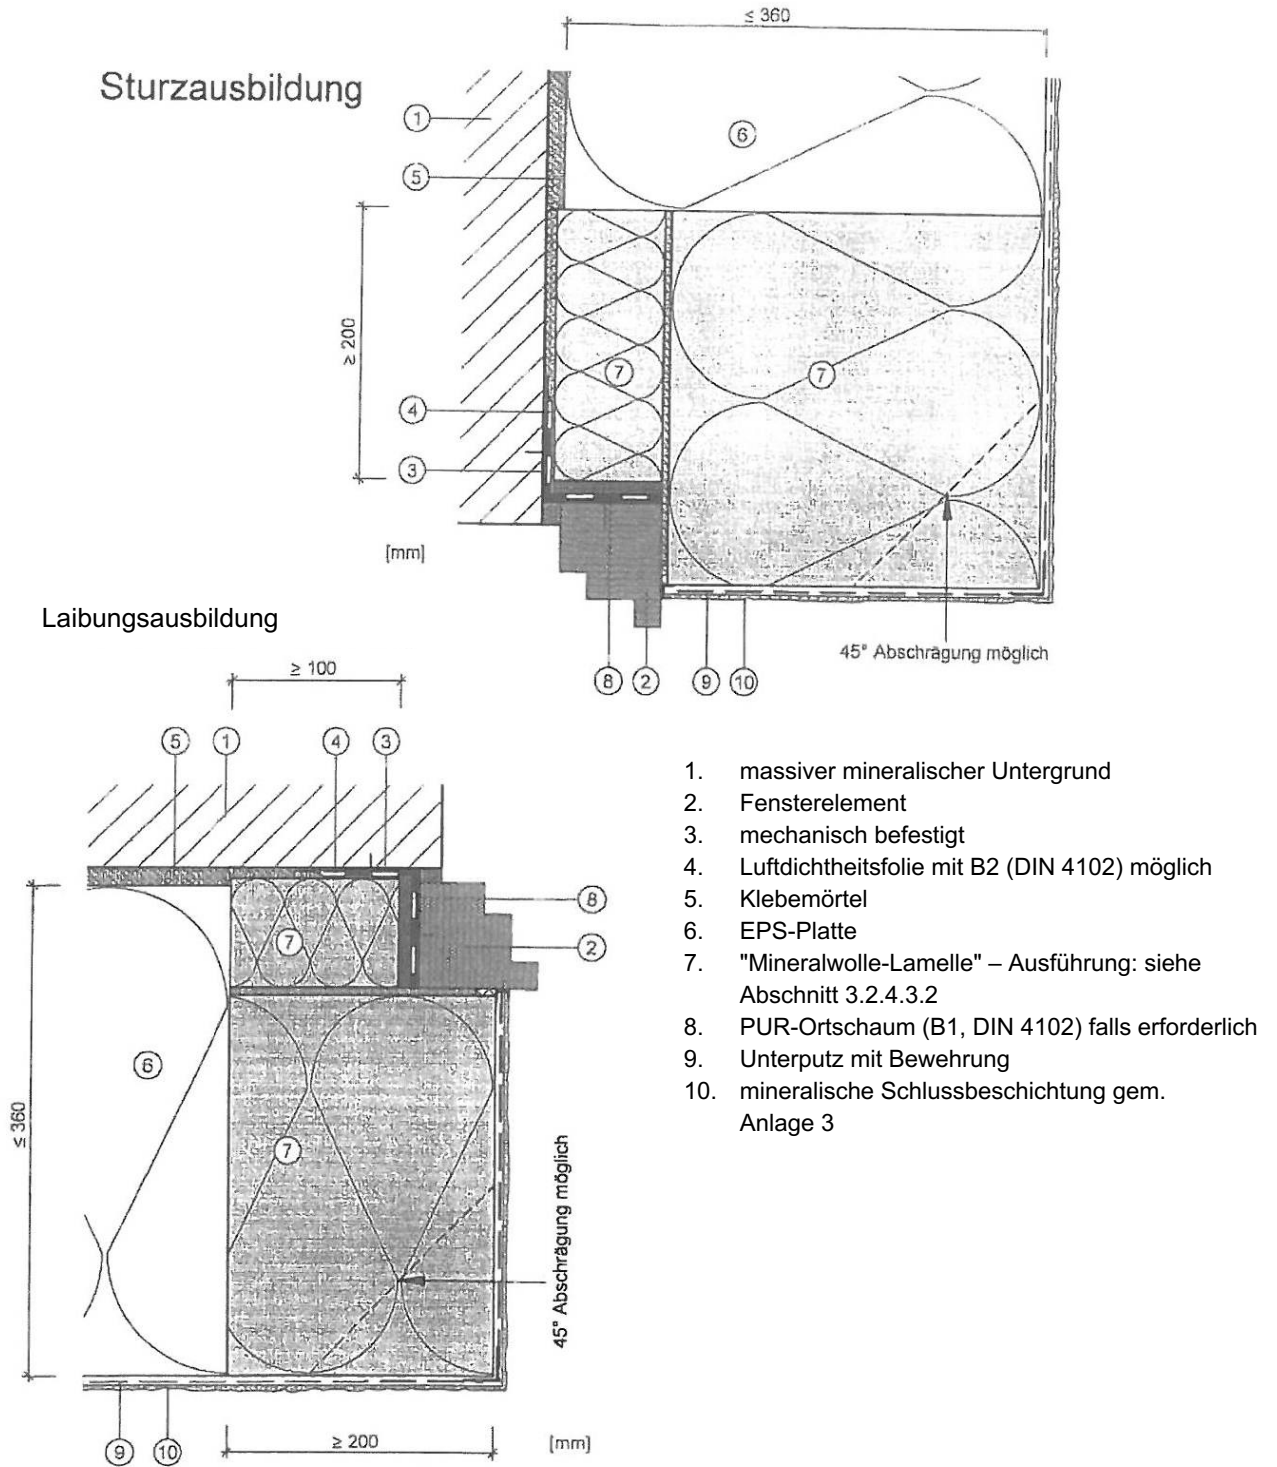 ≤ 360
Sturzausbildung
1
6
5
≥ 200
7
7
4
3
[mm]
45° Abschrägung möglich
8
2
9
10
Laibungsausbildung
≥ 100
5
1
4
3
8
7
2
6
≤ 360
7
45° Abschrägung möglich
9
10
≥ 200
[mm]
1. massiver mineralischer Untergrund
2. Fensterelement
3. mechanisch befestigt
4. Luftdichtheitsfolie mit B2 (DIN 4102) möglich
5. Klebemörtel
6. EPS-Platte
7. "Mineralwolle-Lamelle" – Ausführung: siehe
Abschnitt 3.2.4.3.2
8. PUR-Ortschaum (B1, DIN 4102) falls erforderlich
9. Unterputz mit Bewehrung
10. mineralische Schlussbeschichtung gem.
Anlage 3